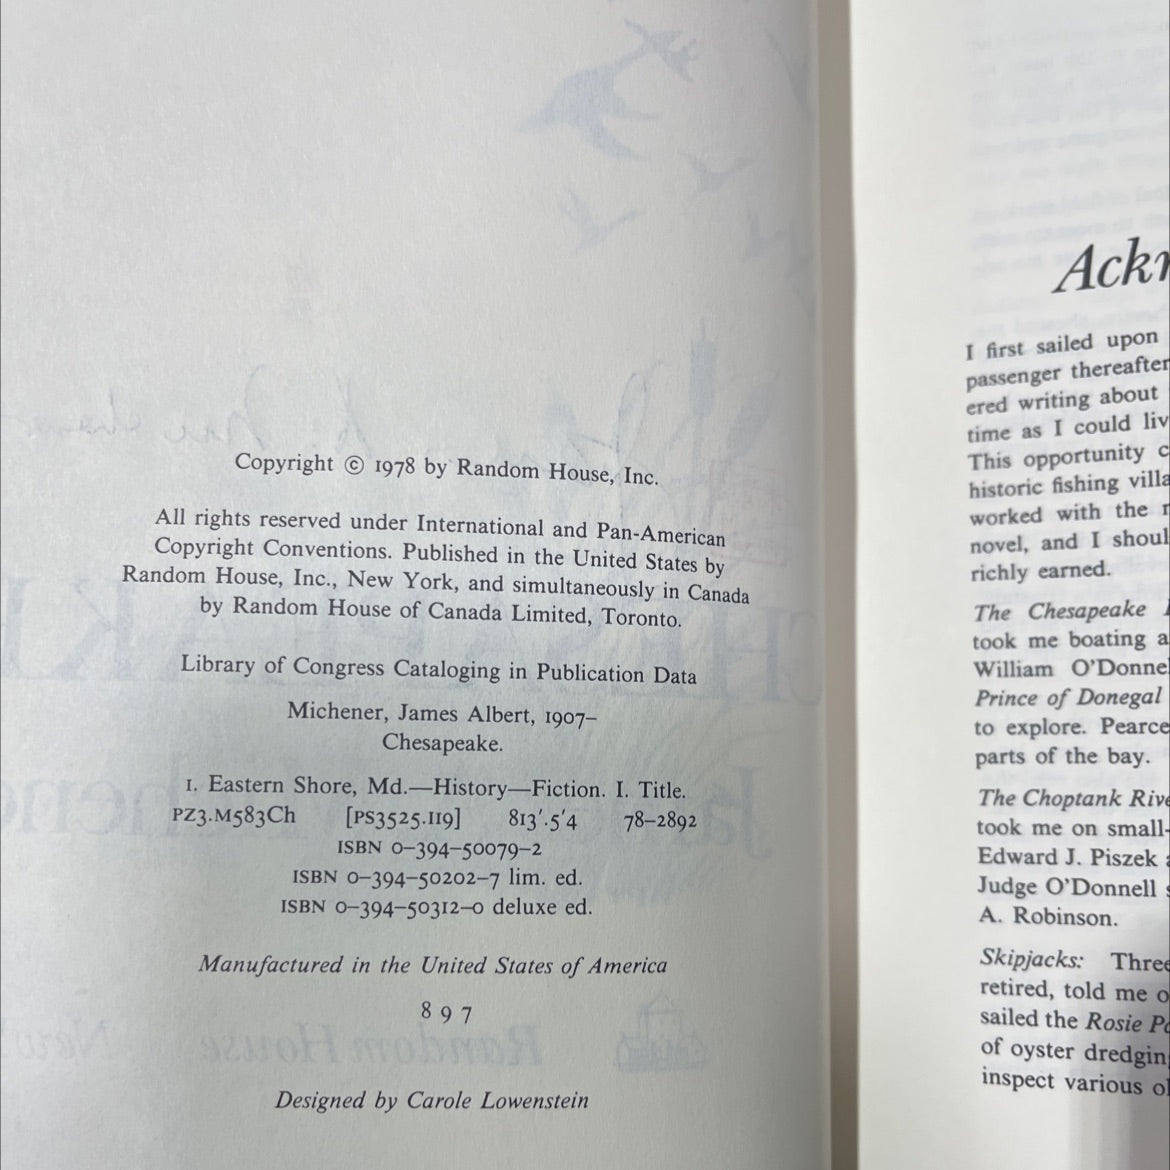 Copyright © 1978 by Random House, Inc.
All rights reserved under International and Pan-American
Copyright Conventions. Published in the United States by
Random House, Inc., New York, and simultaneously in Canada
by Random House of Canada Limited, Toronto.
Library of Congress Cataloging in Publication Data
Michener, James Albert, 1907–
Chesapeake.
1. Eastern Shore, Md.—History—Fiction. I. Title.
PZ3.M583Ch [PS3525.I19] 813'.5'4 78–2892
ISBN 0–394–50079–2
ISBN 0–394–50202–7 lim. ed.
ISBN 0–394–50312–0 deluxe ed.
Manufactured in the United States of America
8 9 7
Designed by Carole Lowenstein
I first sailed upon
passenger thereafter
ered writing about
time as I could
This opportunity
historic fishing
worked with the
novel, and I
richly earned.
The Chesapeake
took me boating
William
Prince of Donegal
to explore. Pearce
parts of the bay.
The Choptank
took me on small-
Edward J. Piszek
Judge O'Donnell
A. Robinson.
Skipjacks: Three
retired, told me
sailed the Rosie
of oyster
inspect various